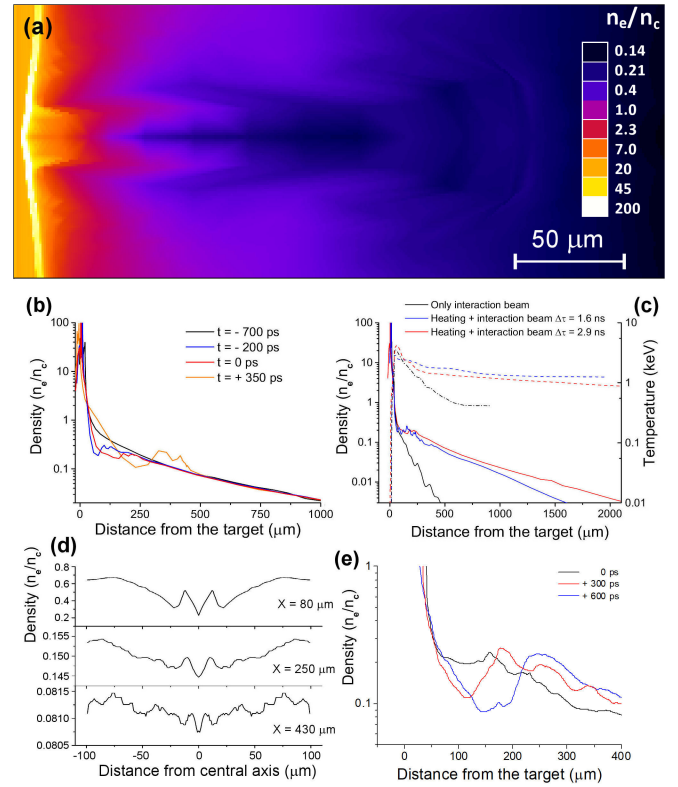 (a)
n_e/n_c
0.14
0.21
0.4
1.0
2.3
7.0
20
45
200
50 μm
(b)
100
10
1
0.1
Density (n_e/n_c)
t = - 700 ps
t = - 200 ps
t = 0 ps
t = + 350 ps
0
250
500
750
1000
Distance from the target (μm)
(c)
Only interaction beam
Heating + interaction beam Δτ = 1.6 ns
Heating + interaction beam Δτ = 2.9 ns
100
10
1
0.1
0.01
Density (n_e/n_c)
10
1
0.1
0.01
Temperature (keV)
0
500
1000
1500
2000
Distance from the target (μm)
(d)
Density (n_e/n_c)
0.8
0.6
0.4
0.2
X = 80 μm
0.155
0.150
0.145
X = 250 μm
0.0815
0.0810
0.0805
X = 430 μm
-100
-50
0
50
100
Distance from central axis (μm)
(e)
1
0.1
Density (n_e/n_c)
0 ps
+ 300 ps
+ 600 ps
0
100
200
300
400
Distance from the target (μm)